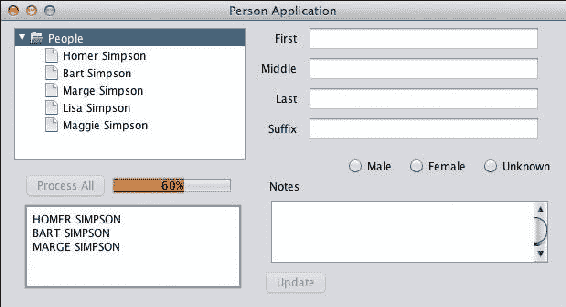 Person Application
People
Homer Simpson
Bart Simpson
Marge Simpson
Lisa Simpson
Maggie Simpson
Process All
60%
HOMER SIMPSON
BART SIMPSON
MARGE SIMPSON
First
Middle
Last
Suffix
Male Female Unknown
Notes
Update